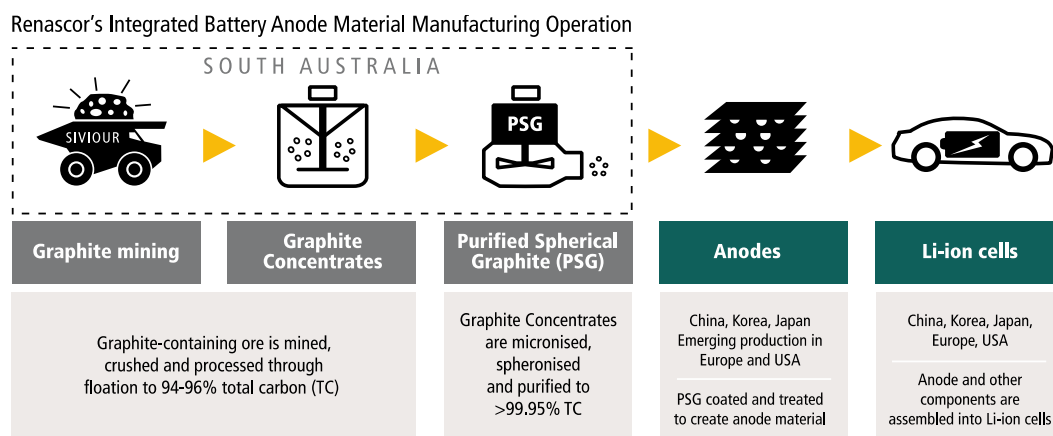 Renascor's Integrated Battery Anode Material Manufacturing Operation
SOUTH AUSTRALIA
SIVIOUR
PSG
Graphite mining
Graphite
Concentrates
Purified Spherical
Graphite (PSG)
Anodes
Li-ion cells
Graphite-containing ore is mined,
crushed and processed through
floation to 94-96% total carbon (TC)
Graphite Concentrates
are micronised,
spheronised
and purified to
>99.95% TC
China, Korea, Japan
Emerging production in
Europe and USA
PSG coated and treated
to create anode material
China, Korea, Japan,
Europe, USA
Anode and other
components are
assembled into Li-ion cells